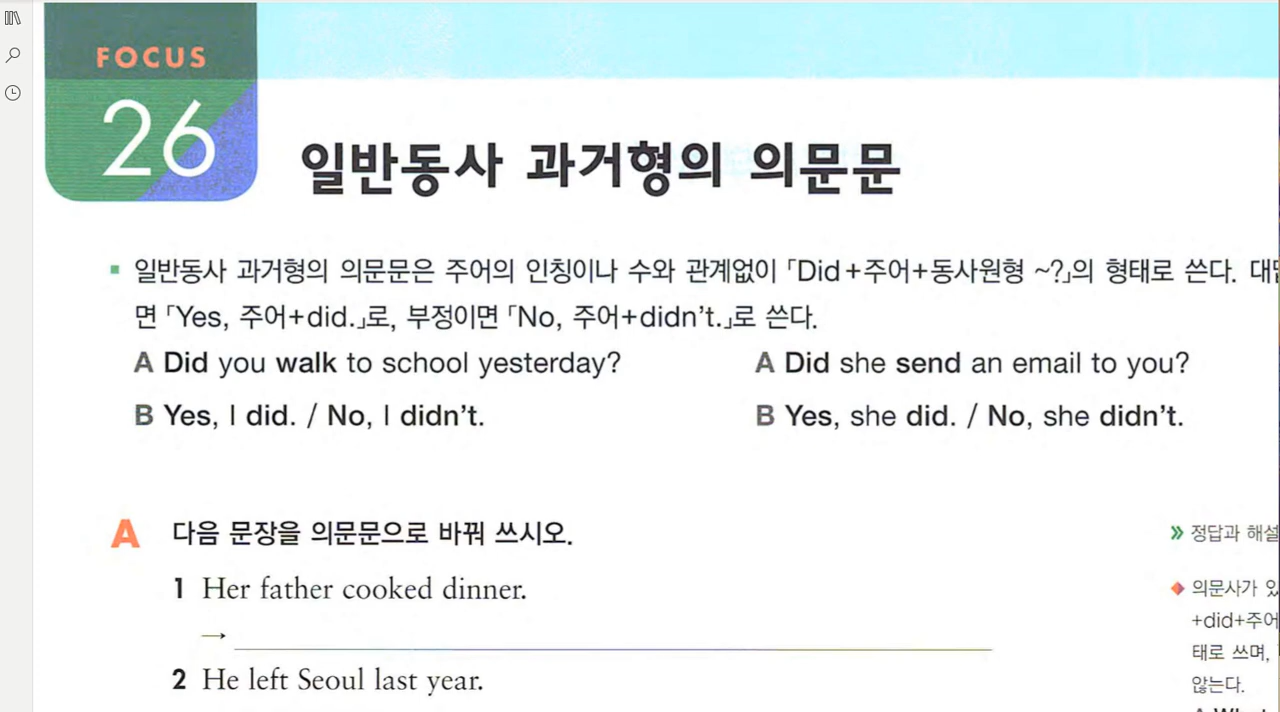 FOCUS
26
일반동사 과거형의 의문문
일반동사 과거형의 의문문은 주어의 인칭이나 수와 관계없이 「Did+주어+동사원형 ~?」의 형태로 쓴다.
면 「Yes, 주어+did.」로, 부정이면 「No, 주어+didn't.」로 쓴다.
A Did you walk to school yesterday?
B Yes, I did. / No, I didn't.
A Did she send an email to you?
B Yes, she did. / No, she didn't.
A 다음 문장을 의문문으로 바꿔 쓰시오.
1 Her father cooked dinner.
→
2 He left Seoul last year.
» 정답과 해설
의문사가
+did+주어
태로 쓰며,
않는다.